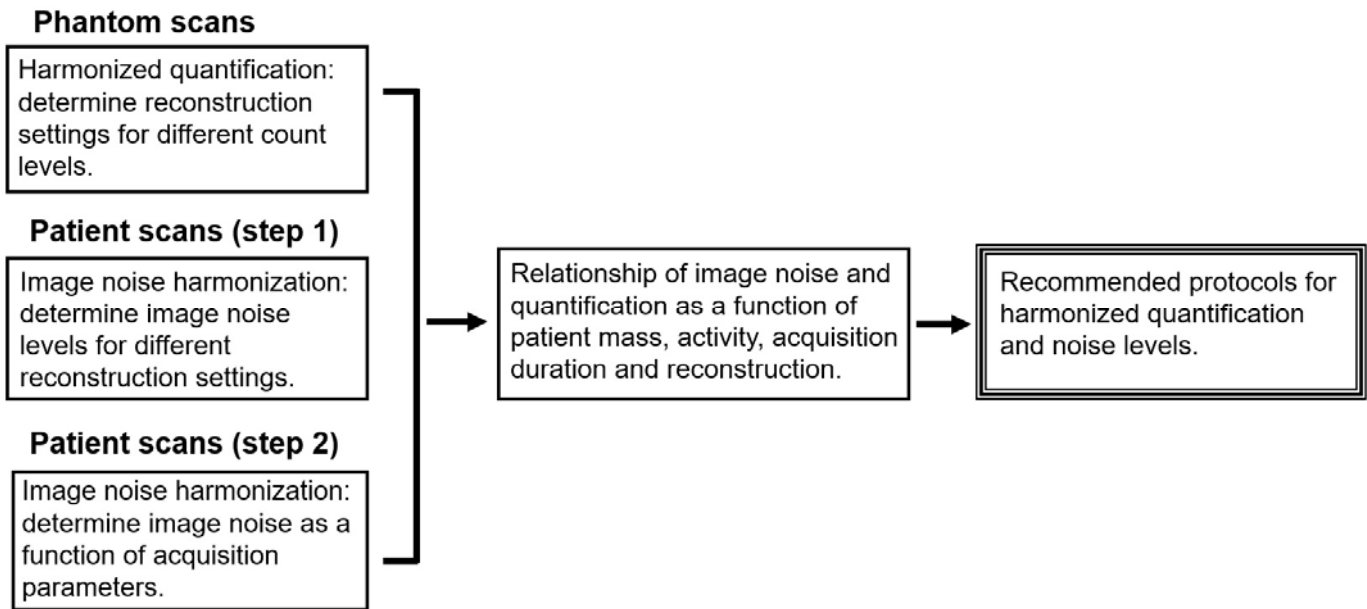 Phantom scans
Harmonized quantification:
determine reconstruction
settings for different count
levels.
Patient scans (step 1)
Image noise harmonization:
determine image noise
levels for different
reconstruction settings.
Patient scans (step 2)
Image noise harmonization:
determine image noise as a
function of acquisition
parameters.
Relationship of image noise and
quantification as a function of
patient mass, activity, acquisition
duration and reconstruction.
Recommended protocols for
harmonized quantification
and noise levels.